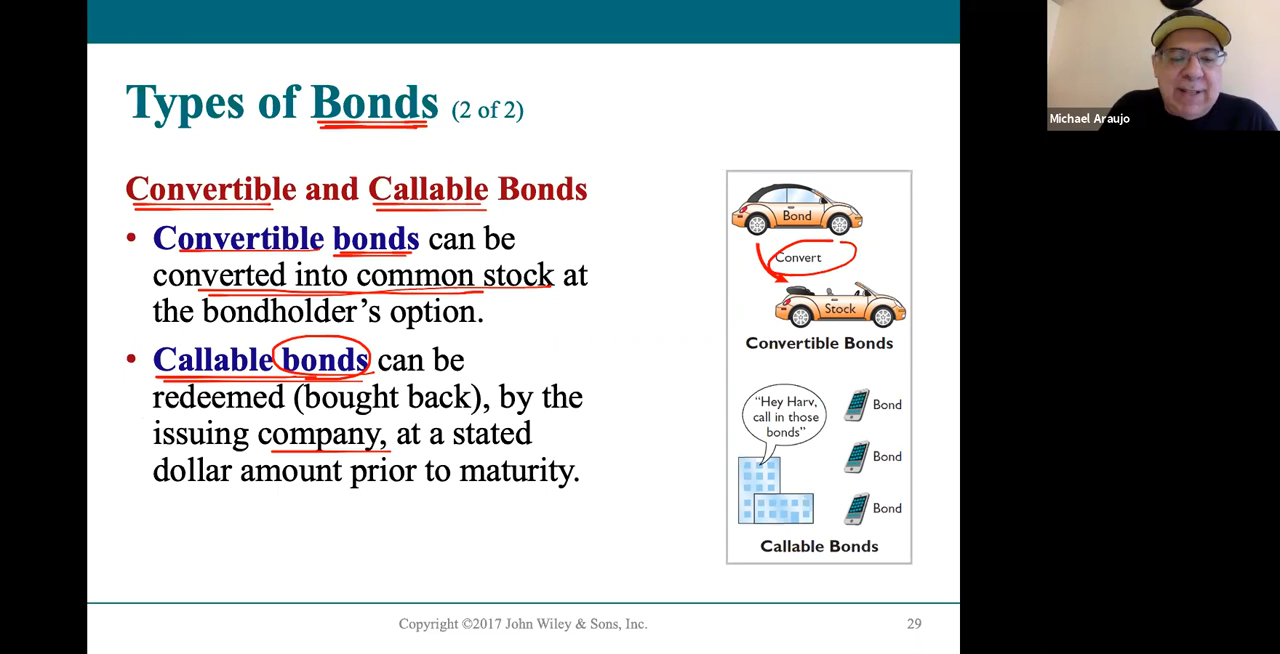 Types of Bonds (2 of 2)
Convertible and Callable Bonds
• Convertible bonds can be
converted into common stock at
the bondholder’s option.
• Callable bonds can be
redeemed (bought back), by the
issuing company, at a stated
dollar amount prior to maturity.
Bond
Convert
Stock
Convertible Bonds
"Hey Harv,
call in those
bonds"
Bond
Bond
Bond
Callable Bonds
Copyright ©2017 John Wiley & Sons, Inc.
29
Michael Araujo